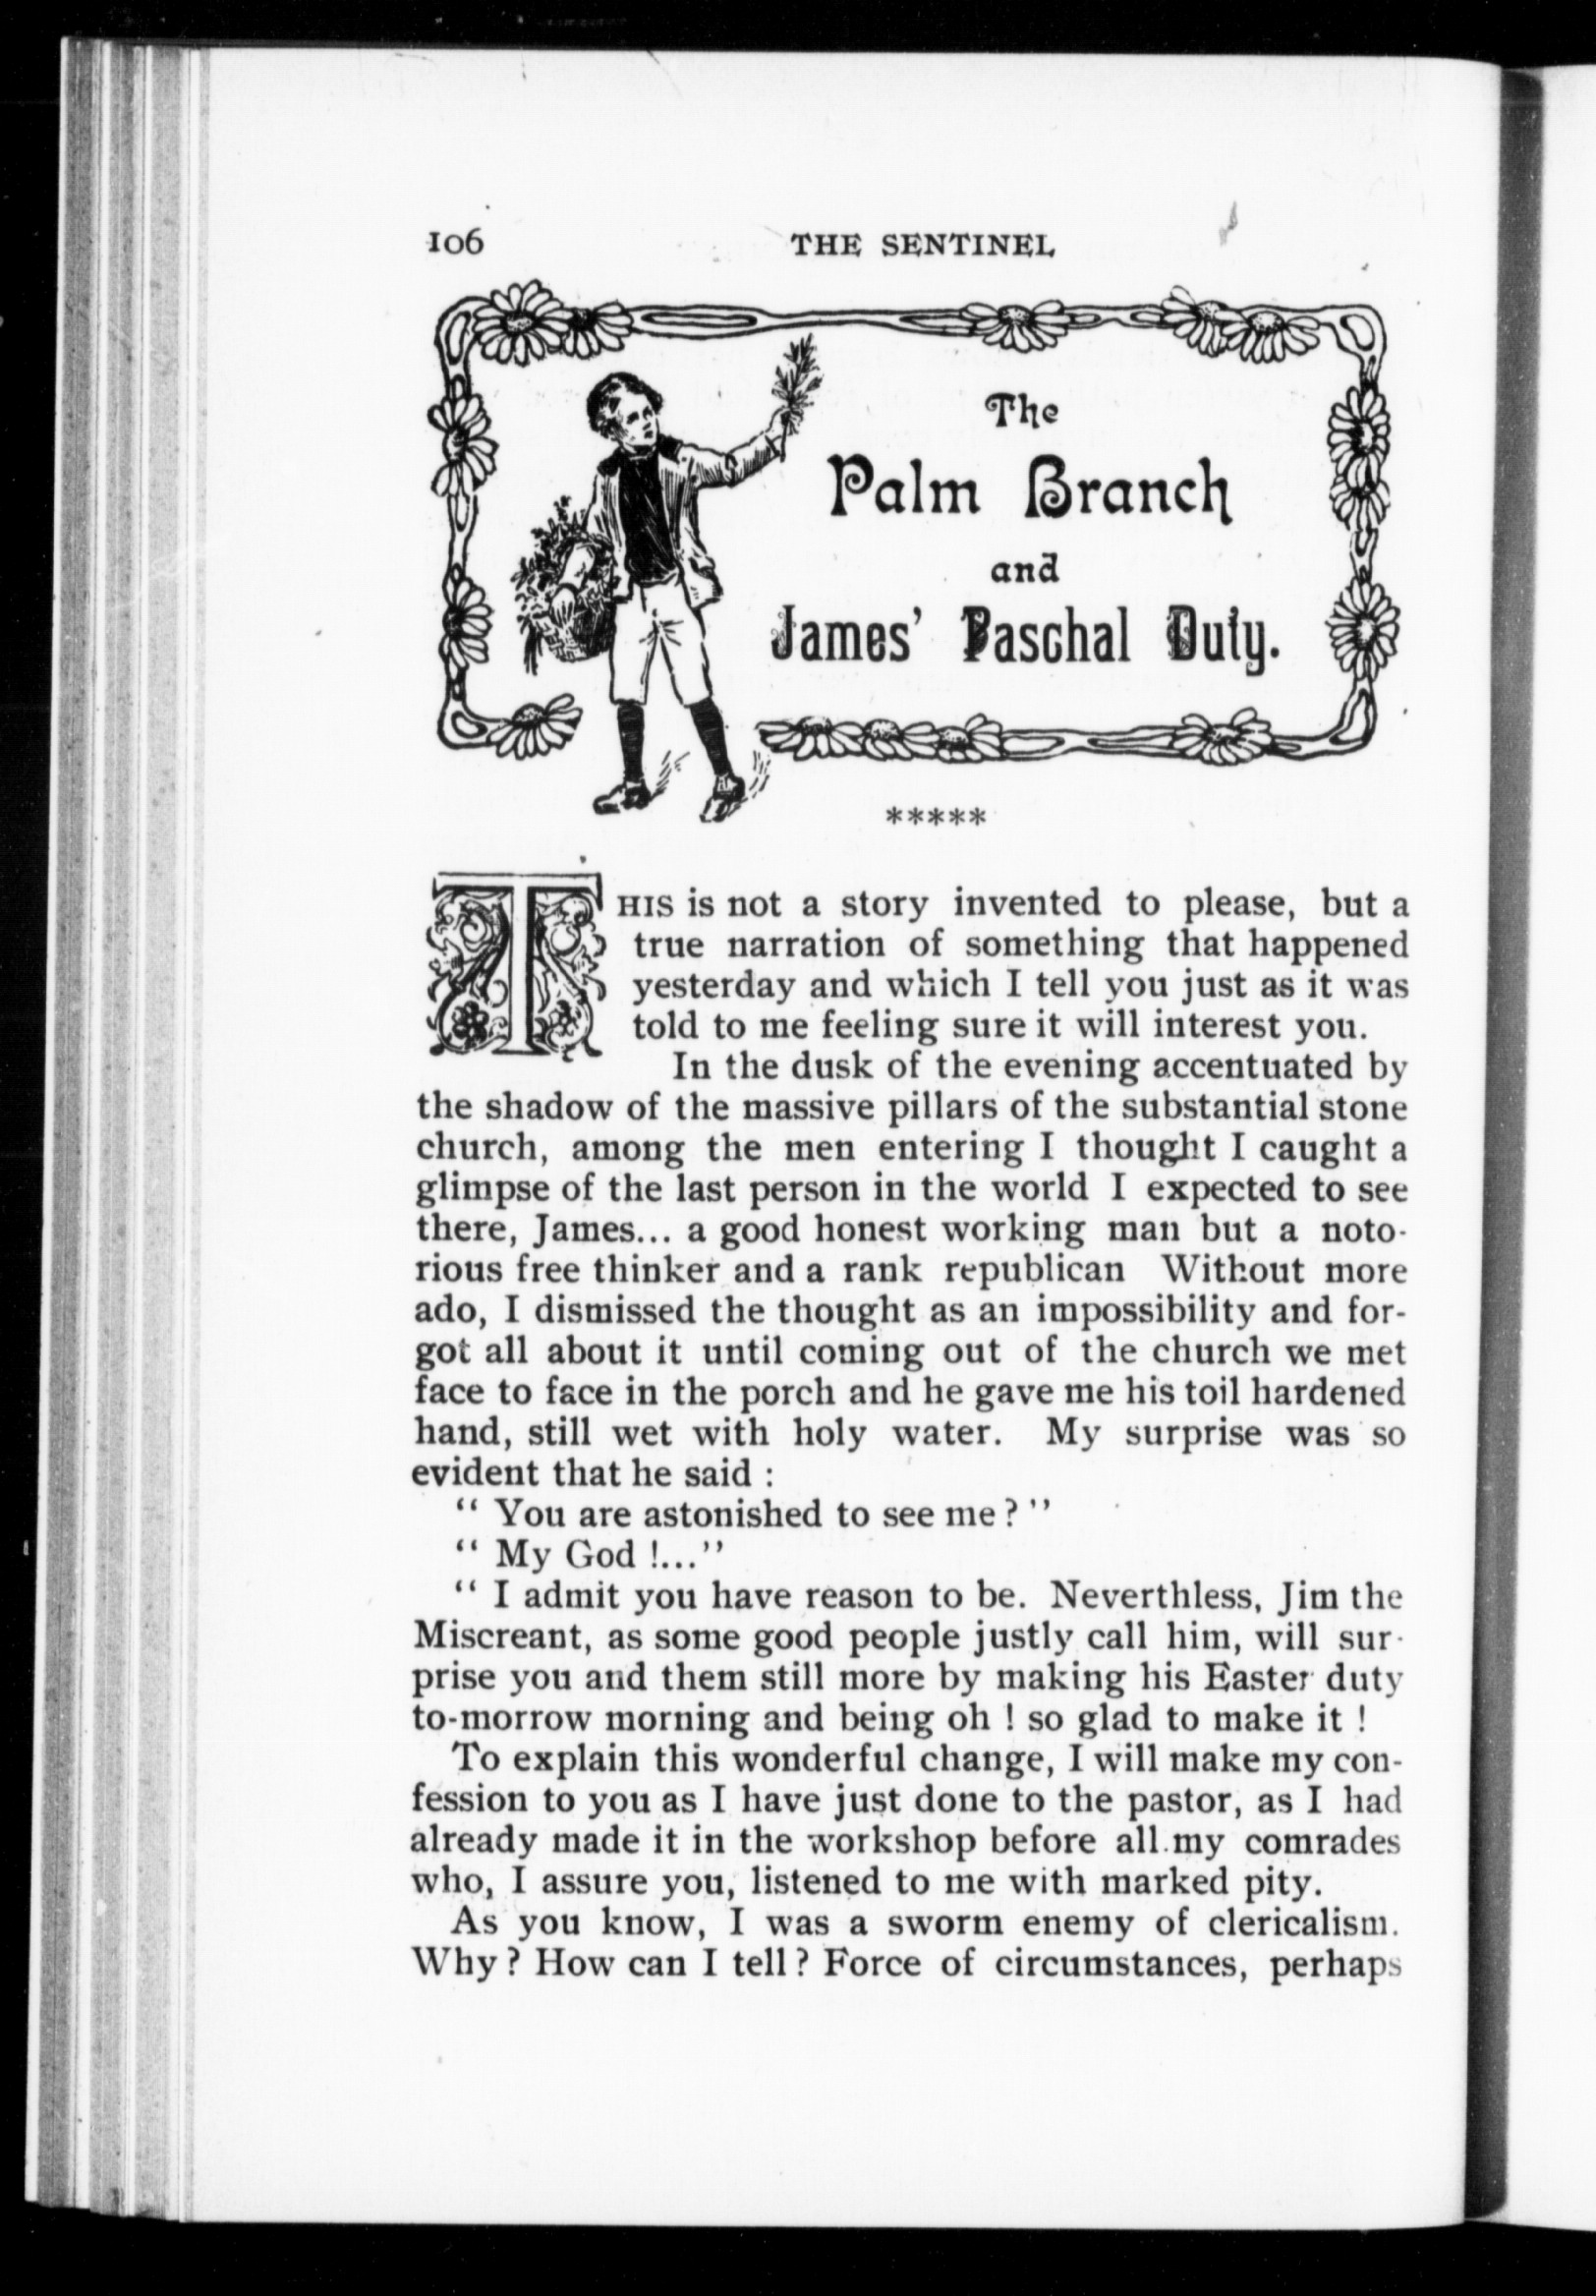 106
THE SENTINEL
The
Palm Branch
and
James' Paschal Duty.
*****
THIS is not a story invented to please, but a
true narration of something that happened
yesterday and which I tell you just as it was
told to me feeling sure it will interest you.
In the dusk of the evening accentuated by
the shadow of the massive pillars of the substantial stone
church, among the men entering I thought I caught a
glimpse of the last person in the world I expected to see
there, James... a good honest working man but a noto-
rious free thinker and a rank republican Without more
ado, I dismissed the thought as an impossibility and for-
got all about it until coming out of the church we met
face to face in the porch and he gave me his toil hardened
hand, still wet with holy water. My surprise was so
evident that he said :
“ You are astonished to see me ? ”
“ My God !...”
“ I admit you have reason to be. Neverthless, Jim the
Miscreant, as some good people justly call him, will sur-
prise you and them still more by making his Easter duty
to-morrow morning and being oh ! so glad to make it !
To explain this wonderful change, I will make my con-
fession to you as I have just done to the pastor, as I had
already made it in the workshop before all my comrades
who, I assure you, listened to me with marked pity.
As you know, I was a sworm enemy of clericalism.
Why ? How can I tell ? Force of circumstances, perhaps